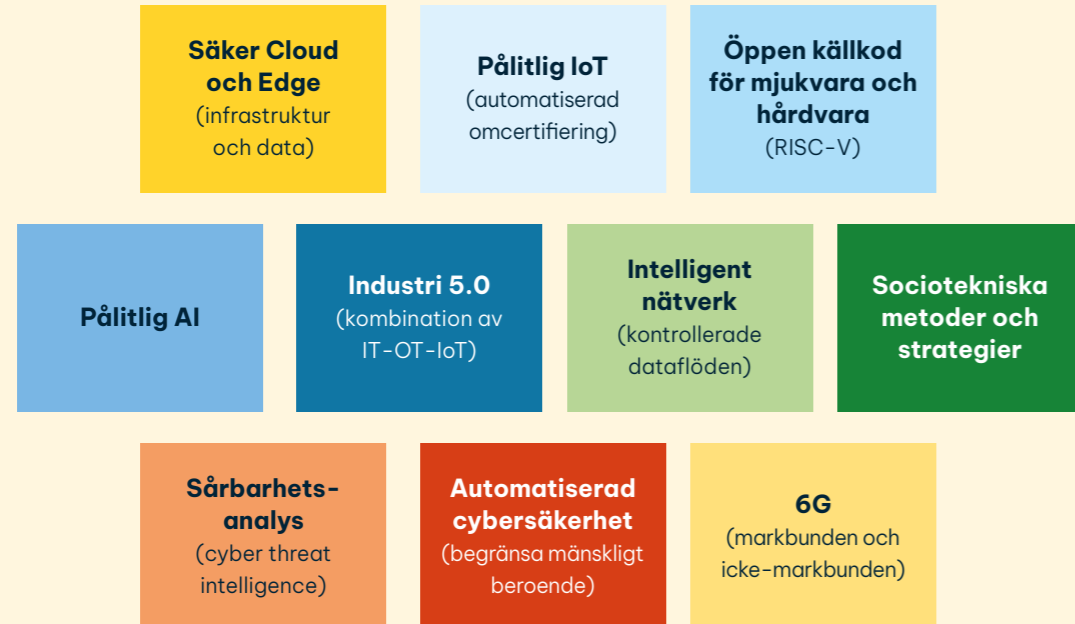 Säker Cloud
och Edge
(infrastruktur
och data)
Pålitlig IoT
(automatiserad
omcertifiering)
Öppen källkod
för mjukvara och
hårdvara
(RISC-V)
Pålitlig AI
Industri 5.0
(kombination av
IT-OT-IoT)
Intelligent
nätverk
(kontrollerade
dataflöden)
Sociotekniska
metoder och
strategier
Sårbarhets-
analys
(cyber threat
intelligence)
Automatiserad
cybersäkerhet
(begränsa mänskligt
beroende)
6G
(markbunden och
icke-markbunden)